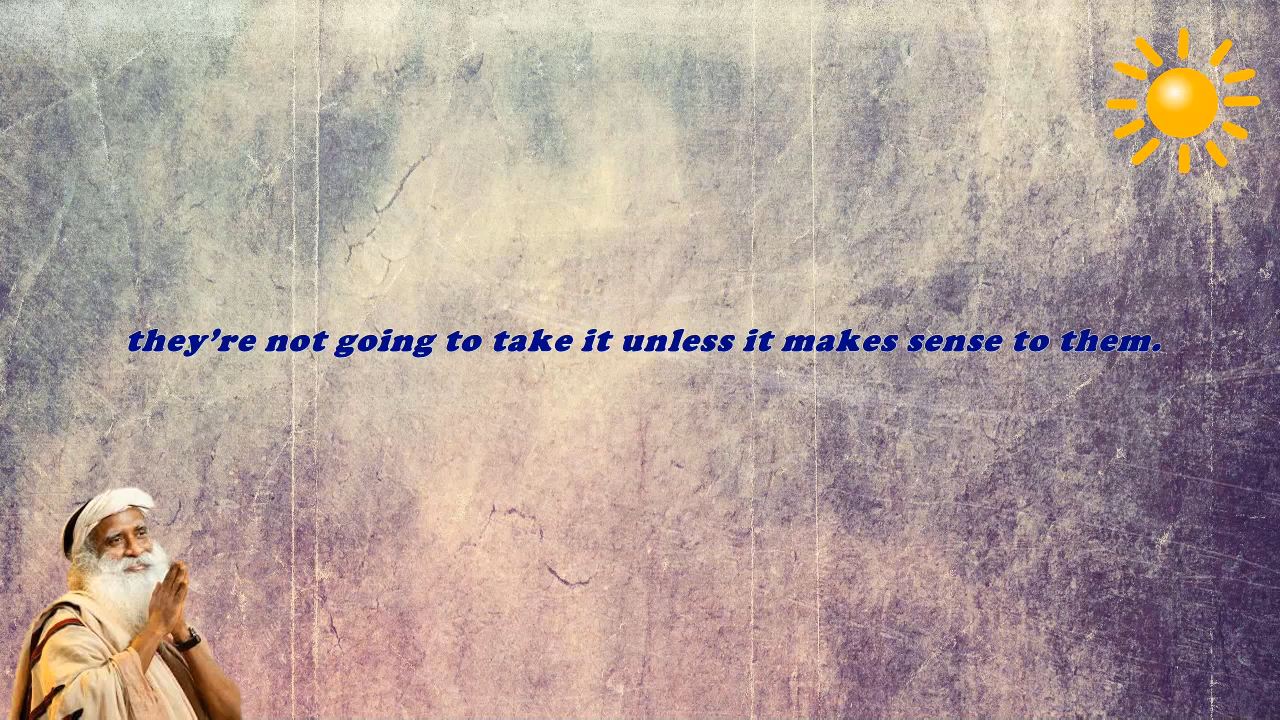 they’re not going to take it unless it makes sense to them.